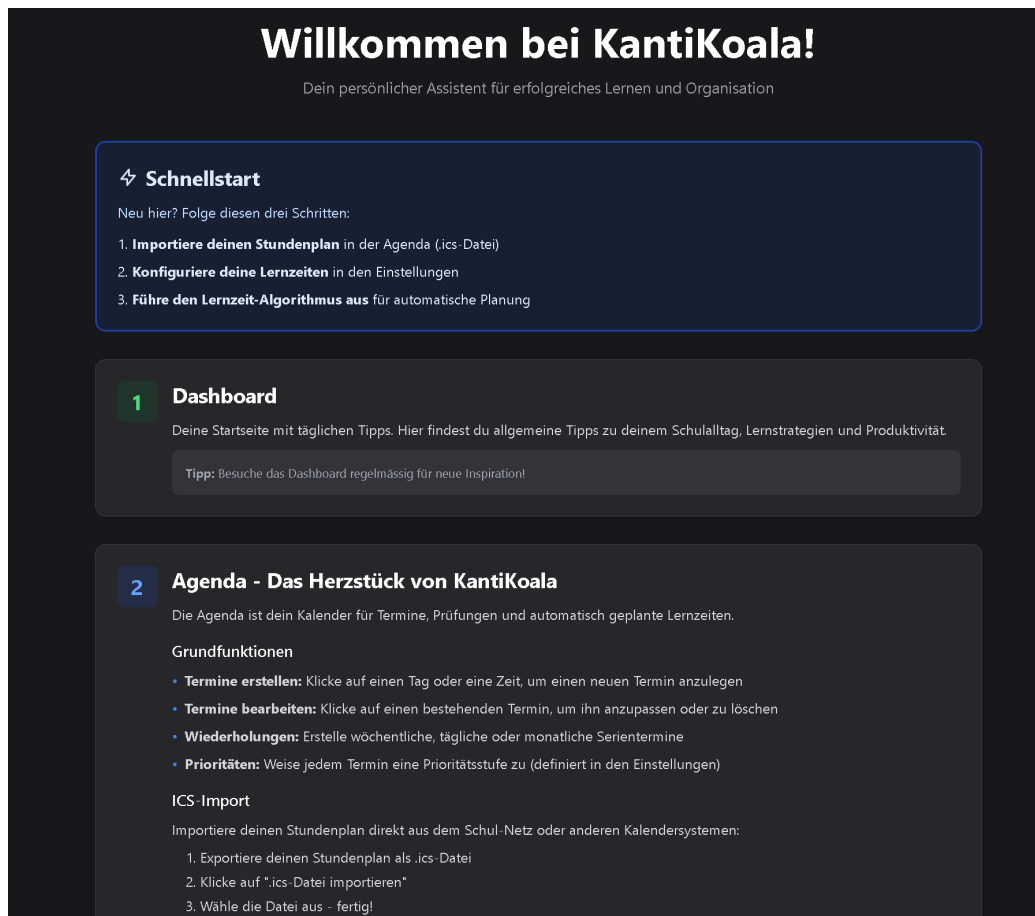 Willkommen bei KantiKoala!
Dein persönlicher Assistent für erfolgreiches Lernen und Organisation
Schnellstart
Neu hier? Folge diesen drei Schritten:
1. Importiere deinen Stundenplan in der Agenda (.ics-Datei)
2. Konfiguriere deine Lernzeiten in den Einstellungen
3. Führe den Lernzeit-Algorithmus aus für automatische Planung
1
Dashboard
Deine Startseite mit täglichen Tipps. Hier findest du allgemeine Tipps zu deinem Schulalltag, Lernstrategien und Produktivität.
Tipp: Besuche das Dashboard regelmässig für neue Inspiration!
2
Agenda - Das Herzstück von KantiKoala
Die Agenda ist dein Kalender für Termine, Prüfungen und automatisch geplante Lernzeiten.
Grundfunktionen
• Termine erstellen: Klicke auf einen Tag oder eine Zeit, um einen neuen Termin anzulegen
• Termine bearbeiten: Klicke auf einen bestehenden Termin, um ihn anzupassen oder zu löschen
• Wiederholungen: Erstelle wöchentliche, tägliche oder monatliche Serientermine
• Prioritäten: Weise jedem Termin eine Prioritätsstufe zu (definiert in den Einstellungen)
ICS-Import
Importiere deinen Stundenplan direkt aus dem Schul-Netz oder anderen Kalendersystemen:
1. Exportiere deinen Stundenplan als .ics-Datei
2. Klicke auf ".ics-Datei importieren"
3. Wähle die Datei aus - fertig!